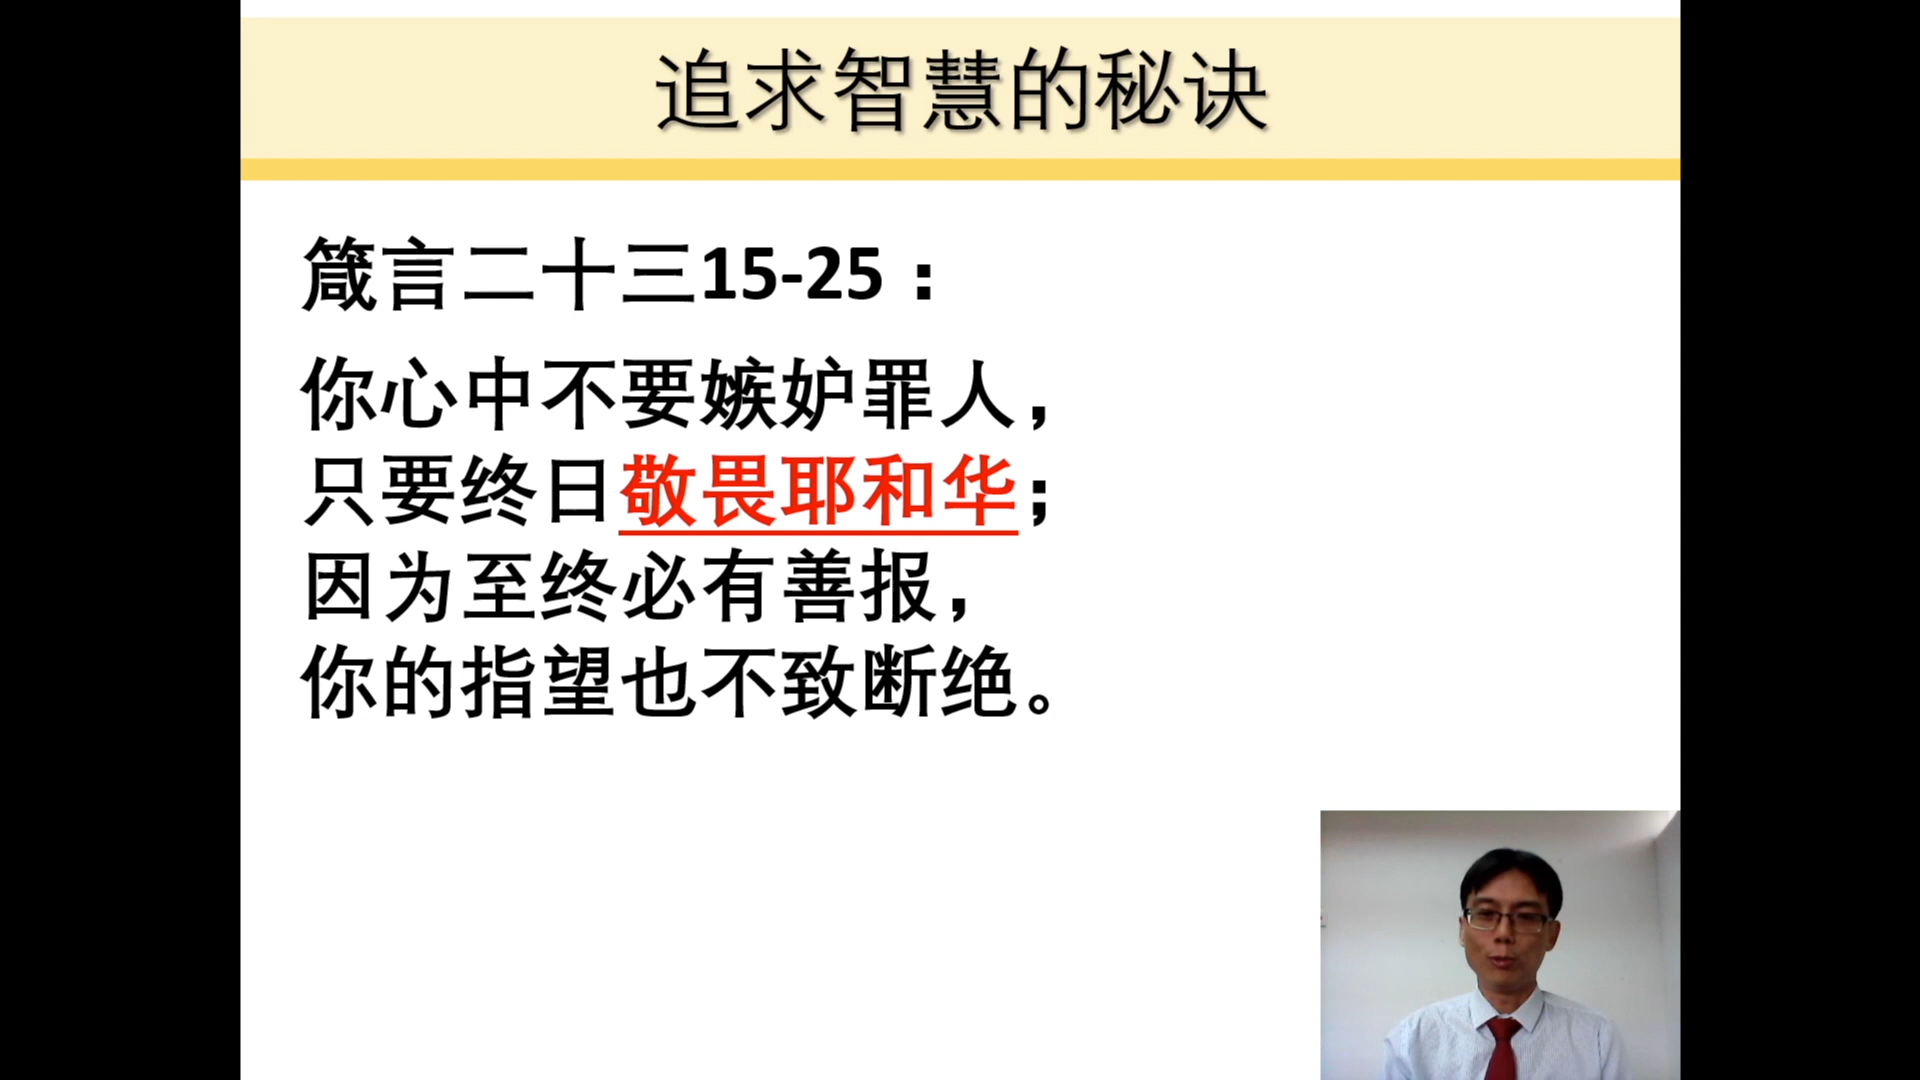 追求智慧的秘诀
箴言二十三15-25：
你心中不要嫉妒罪人，
只要终日敬畏耶和华；
因为至终必有善报，
你的指望也不致断绝。